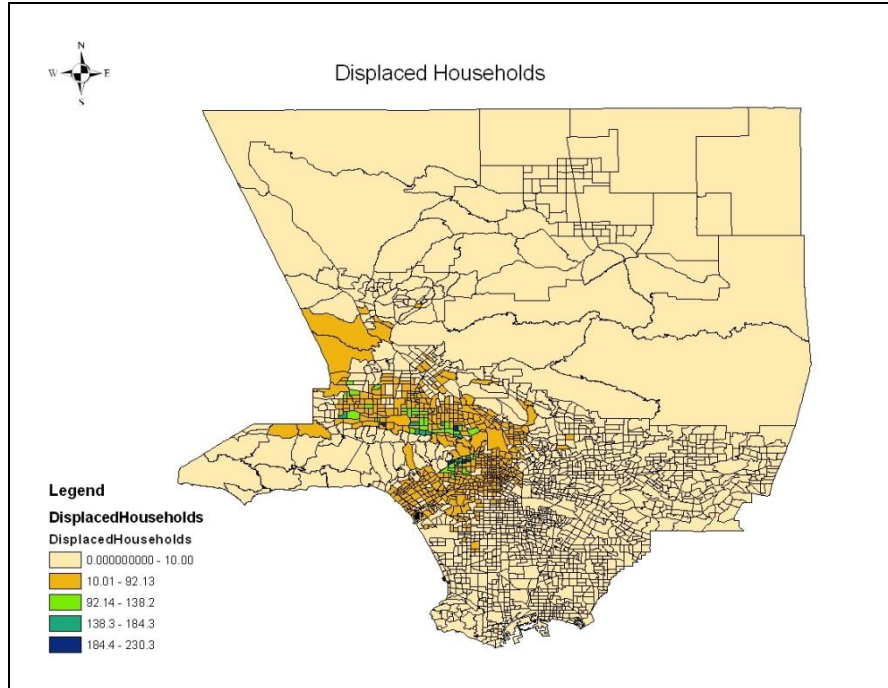 N
W E
S
Displaced Households
Legend
DisplacedHouseholds
DisplacedHouseholds
0.000000000 - 10.00
10.01 - 92.13
92.14 - 138.2
138.3 - 184.3
184.4 - 230.3